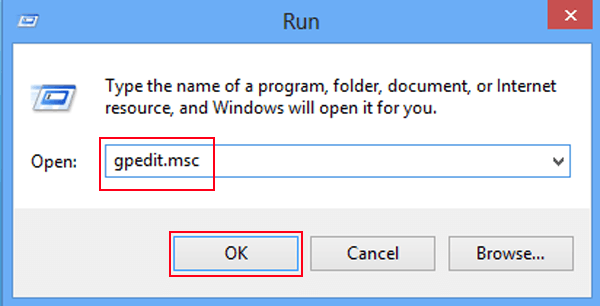 Run
Type the name of a program, folder, document, or Internet
resource, and Windows will open it for you.
Open: gpedit.msc
OK Cancel Browse...